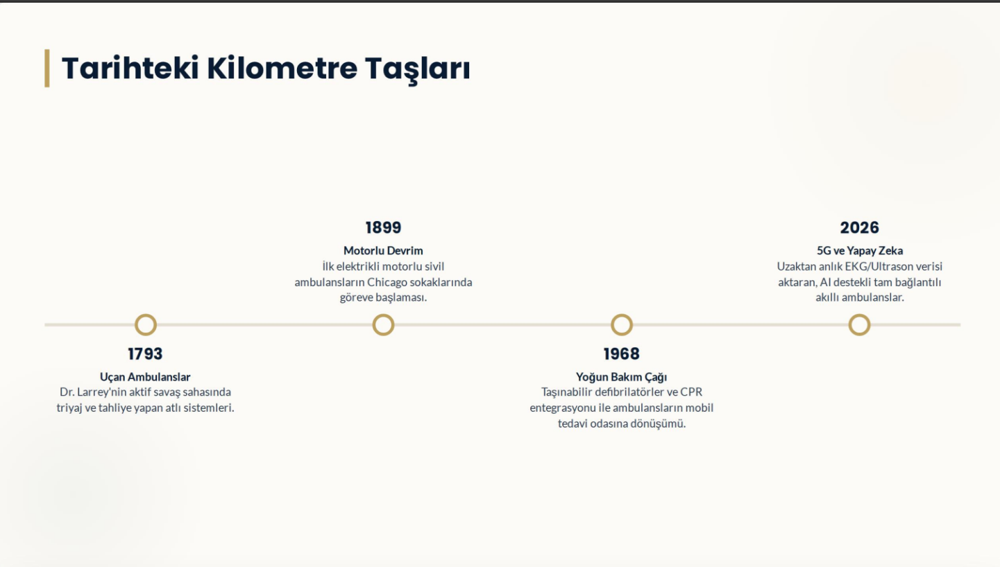 Tarihteki Kilometre Taşları
1793
Uçan Ambulanslar
Dr. Larrey'nin aktif savaş sahasında
triyaj ve tahliye yapan atlı sistemleri.
1899
Motorlu Devrim
İlk elektrikli motorlu sivil
ambulansların Chicago sokaklarında
göreve başlaması.
1968
Yoğun Bakım Çağı
Taşınabilir defibrilatörler ve CPR
entegrasyonu ile ambulansların mobil
tedavi odasına dönüşümü.
2026
5G ve Yapay Zeka
Uzaktan anlık EKG/Ultrason verisi
aktaran, AI destekli tam bağlantılı
akıllı ambulanslar.